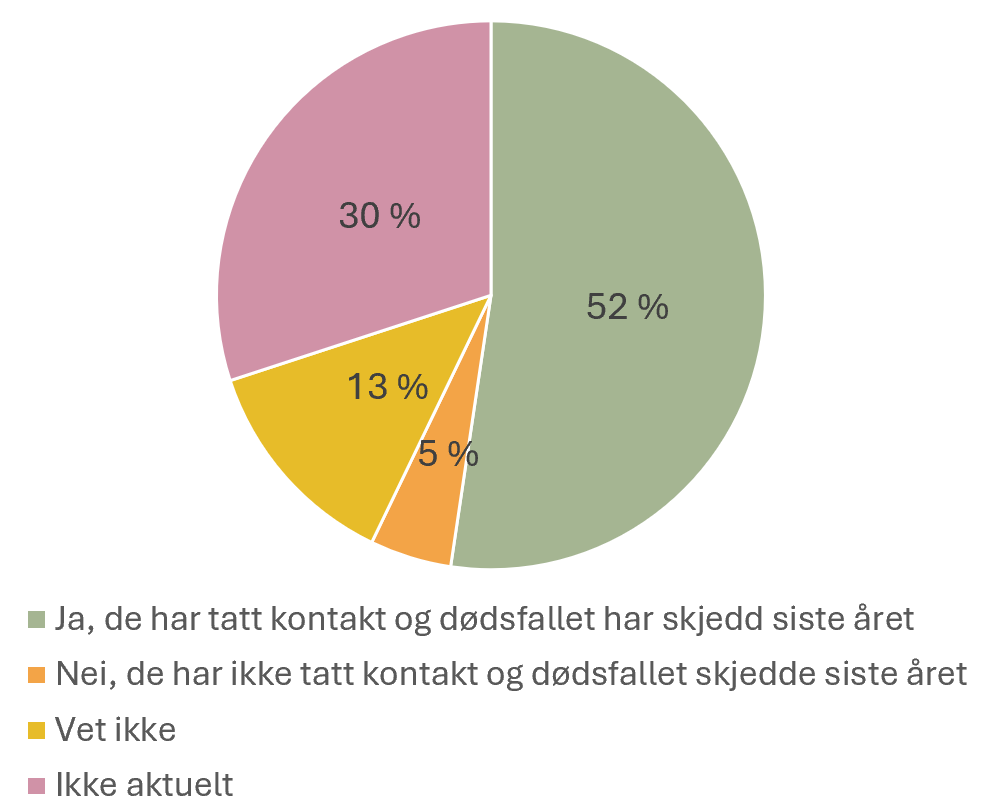 30 %
52 %
13 %
5 %
Ja, de har tatt kontakt og dødsfallet har skjedd siste året
Nei, de har ikke tatt kontakt og dødsfallet skjedde siste året
Vet ikke
Ikke aktuelt